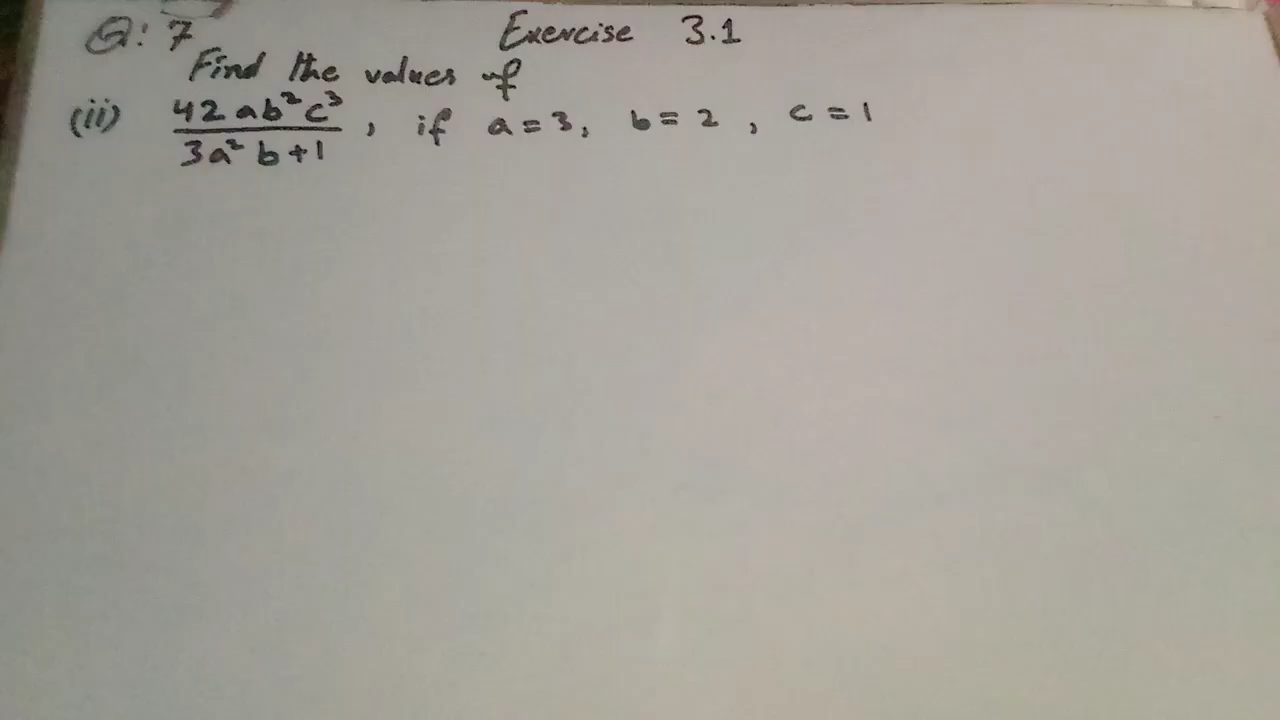 Q: 7 Exercise 3.1
Find the values of
(ii) 42ab²c³ / 3a²b+1 , if a=3, b=2, c=1